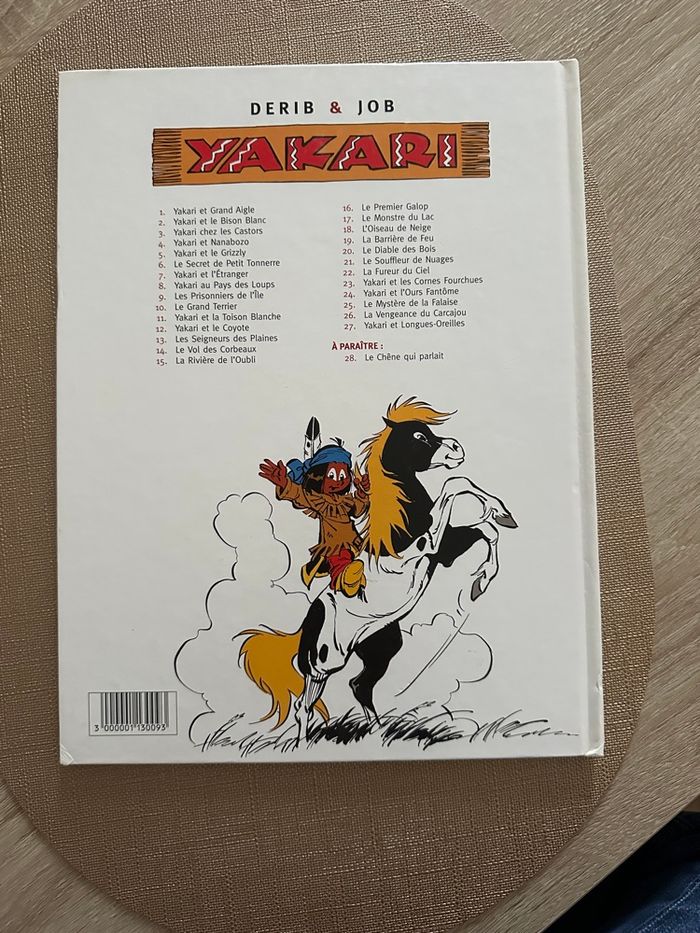 DERIB & JOB
YAKARI
1. Yakari et Grand Aigle
2. Yakari et le Bison Blanc
3. Yakari chez les Castors
4. Yakari et Nanabozo
5. Yakari et le Grizzly
6. Le Secret de Petit Tonnerre
7. Yakari et l'Étranger
8. Yakari au Pays des Loups
9. Les Prisonniers de l'Île
10. Le Grand Terrier
11. Yakari et la Toison Blanche
12. Yakari et le Coyote
13. Les Seigneurs des Plaines
14. Le Vol des Corbeaux
15. La Rivière de l'Oubli
16. Le Premier Galop
17. Le Monstre du Lac
18. L'Oiseau de Neige
19. La Barrière de Feu
20. Le Diable des Bois
21. Le Souffleur de Nuages
22. La Fureur du Ciel
23. Yakari et les Cornes Fourchues
24. Yakari et l'Ours Fantôme
25. Le Mystère de la Falaise
26. La Vengeance du Carcajou
27. Yakari et Longues-Oreilles
À PARAÎTRE :
28. Le Chêne qui parlait
3 000001 130093